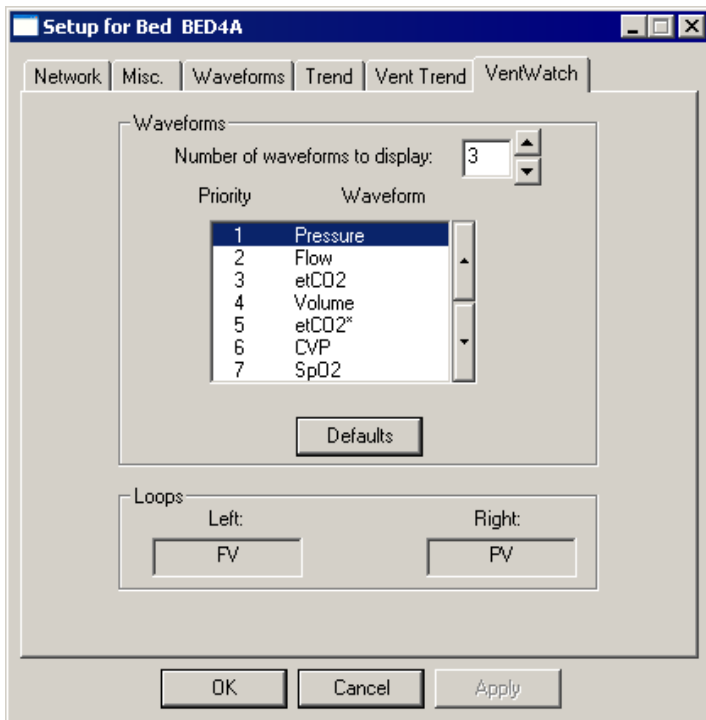 Setup for Bed  BED4A
Network Misc. Waveforms Trend Vent Trend VentWatch
Waveforms
Number of waveforms to display: 3
Priority Waveform
1 Pressure
2 Flow
3 etCO2
4 Volume
5 etCO2*
6 CVP
7 SpO2
Defaults
Loops
Left: Right:
FV PV
OK Cancel Apply